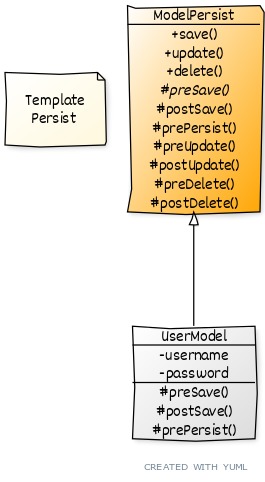 ModelPersist
+save()
+update()
+delete()
#preSave()
#postSave()
#prePersist()
#preUpdate()
#postUpdate()
#preDelete()
#postDelete()
Template
Persist
UserModel
-username
-password
#preSave()
#postSave()
#prePersist()
CREATED WITH YUML